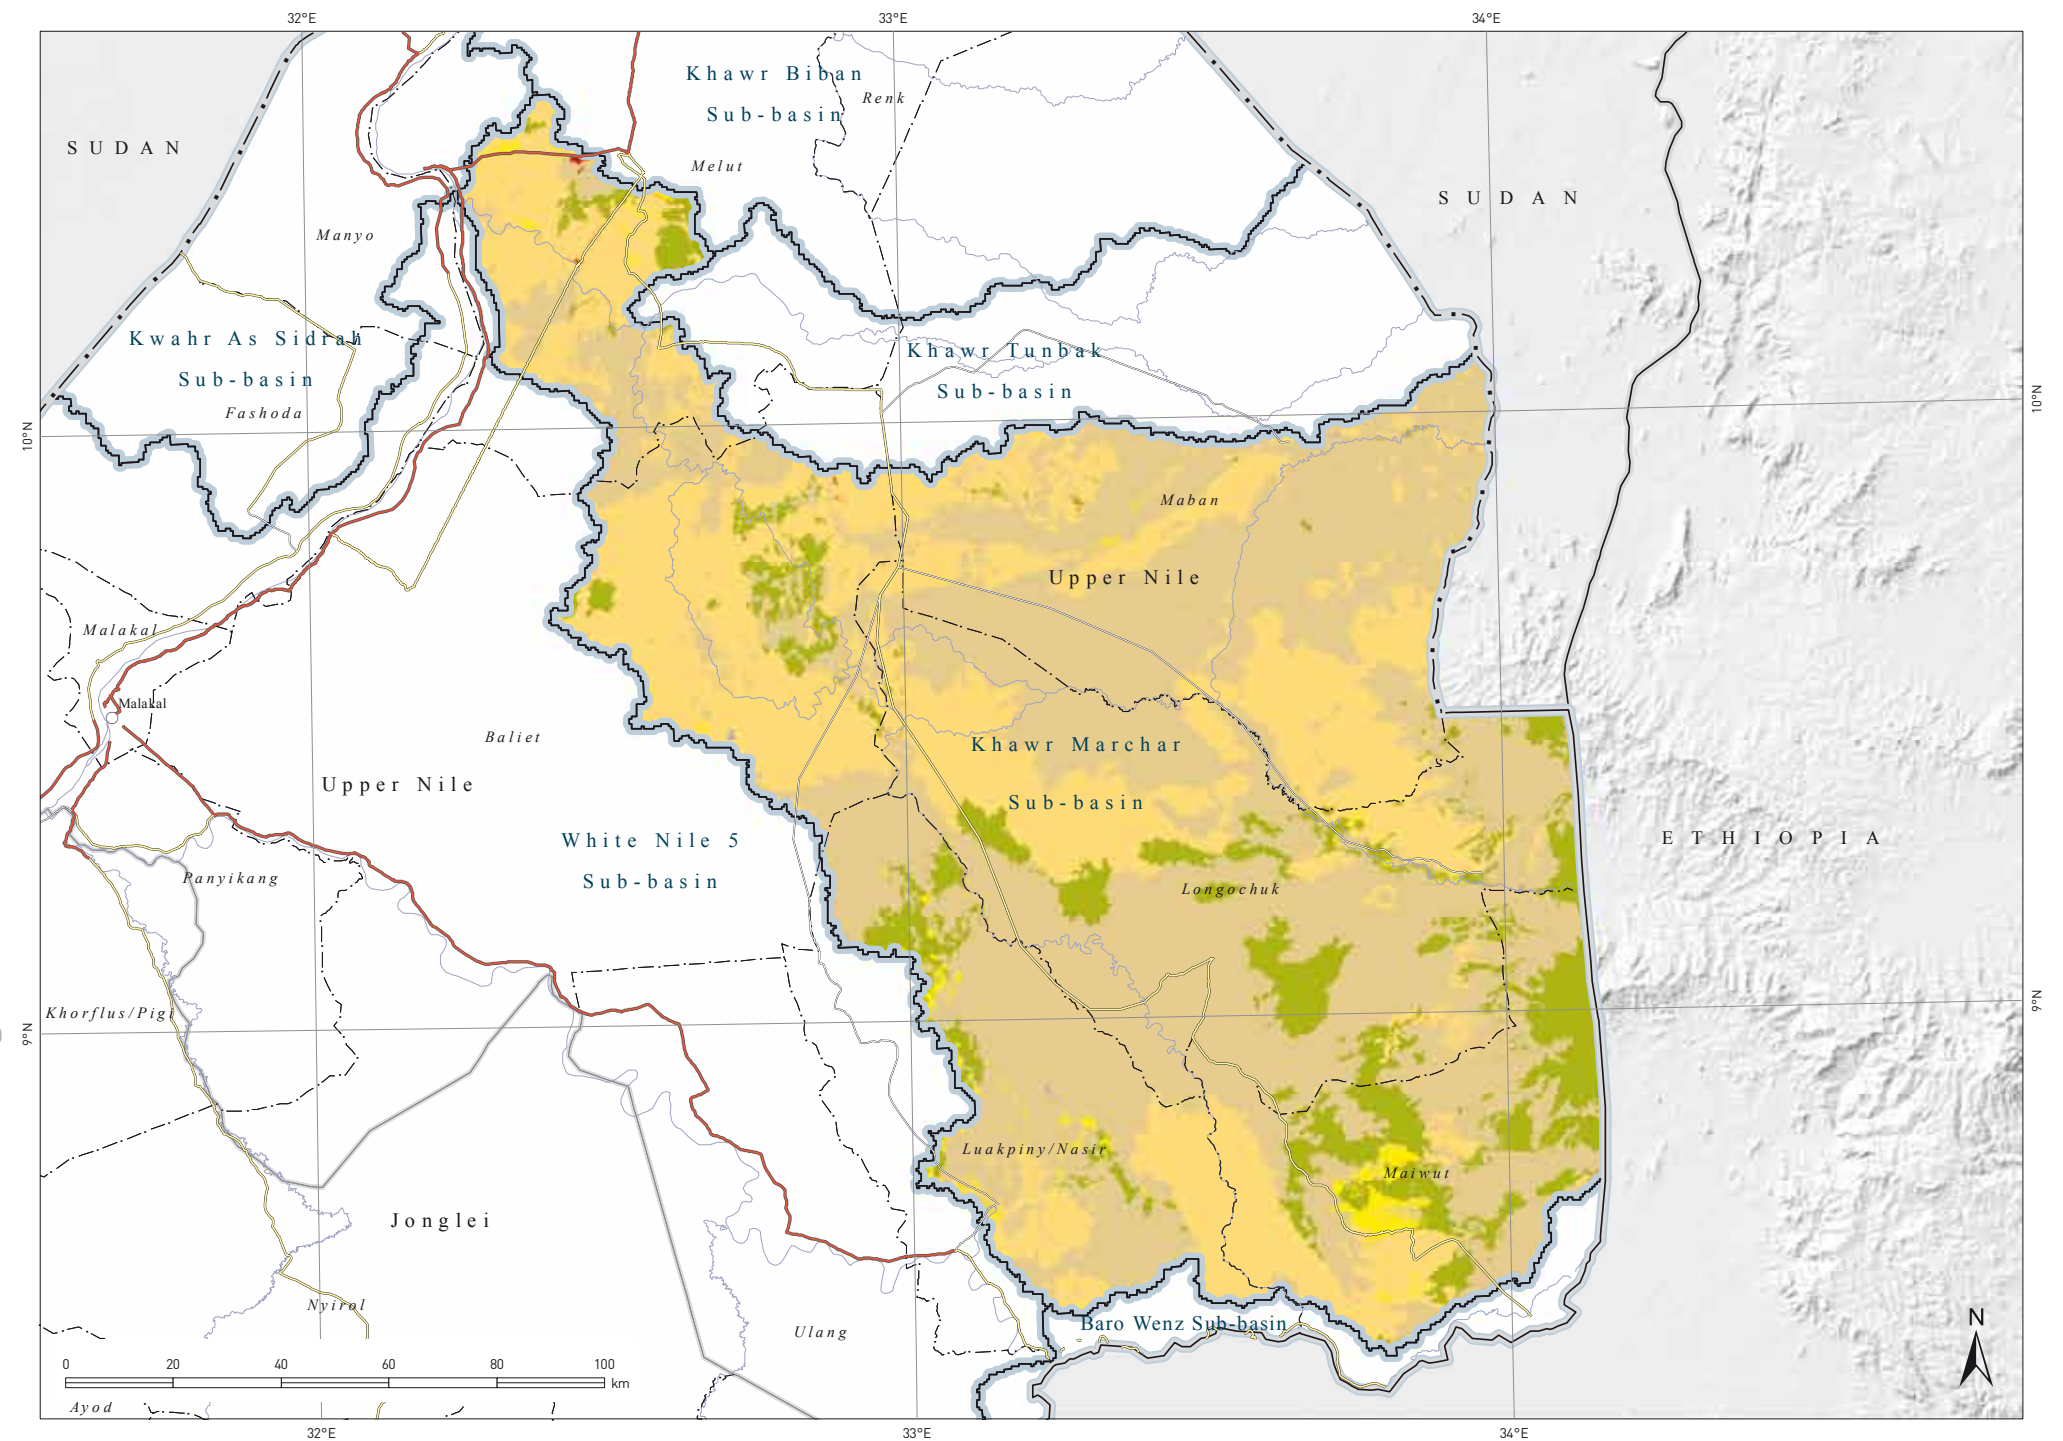 32°E
33°E
34°E
Khawr Biban
Sub-basin
Renk
SUDAN
Melut
SUDAN
Manyo
Kwahr As Sidrah
Sub-basin
Khawr Tunbak
Sub-basin
Fashoda
10°N
10°N
Maban
Upper Nile
Malakal
Malakal
Baliet
Khawr Marchar
Sub-basin
Upper Nile
White Nile 5
Sub-basin
ETHIOPIA
Panyikang
Longochuk
Khorflus/Pigi
9°N
9°N
Luakpiny/Nasir
Maiwut
Jonglei
Nyirol
Ulang
Baro Wenz Sub-basin
N
0 20 40 60 80 100
km
Ayod
32°E
33°E
34°E